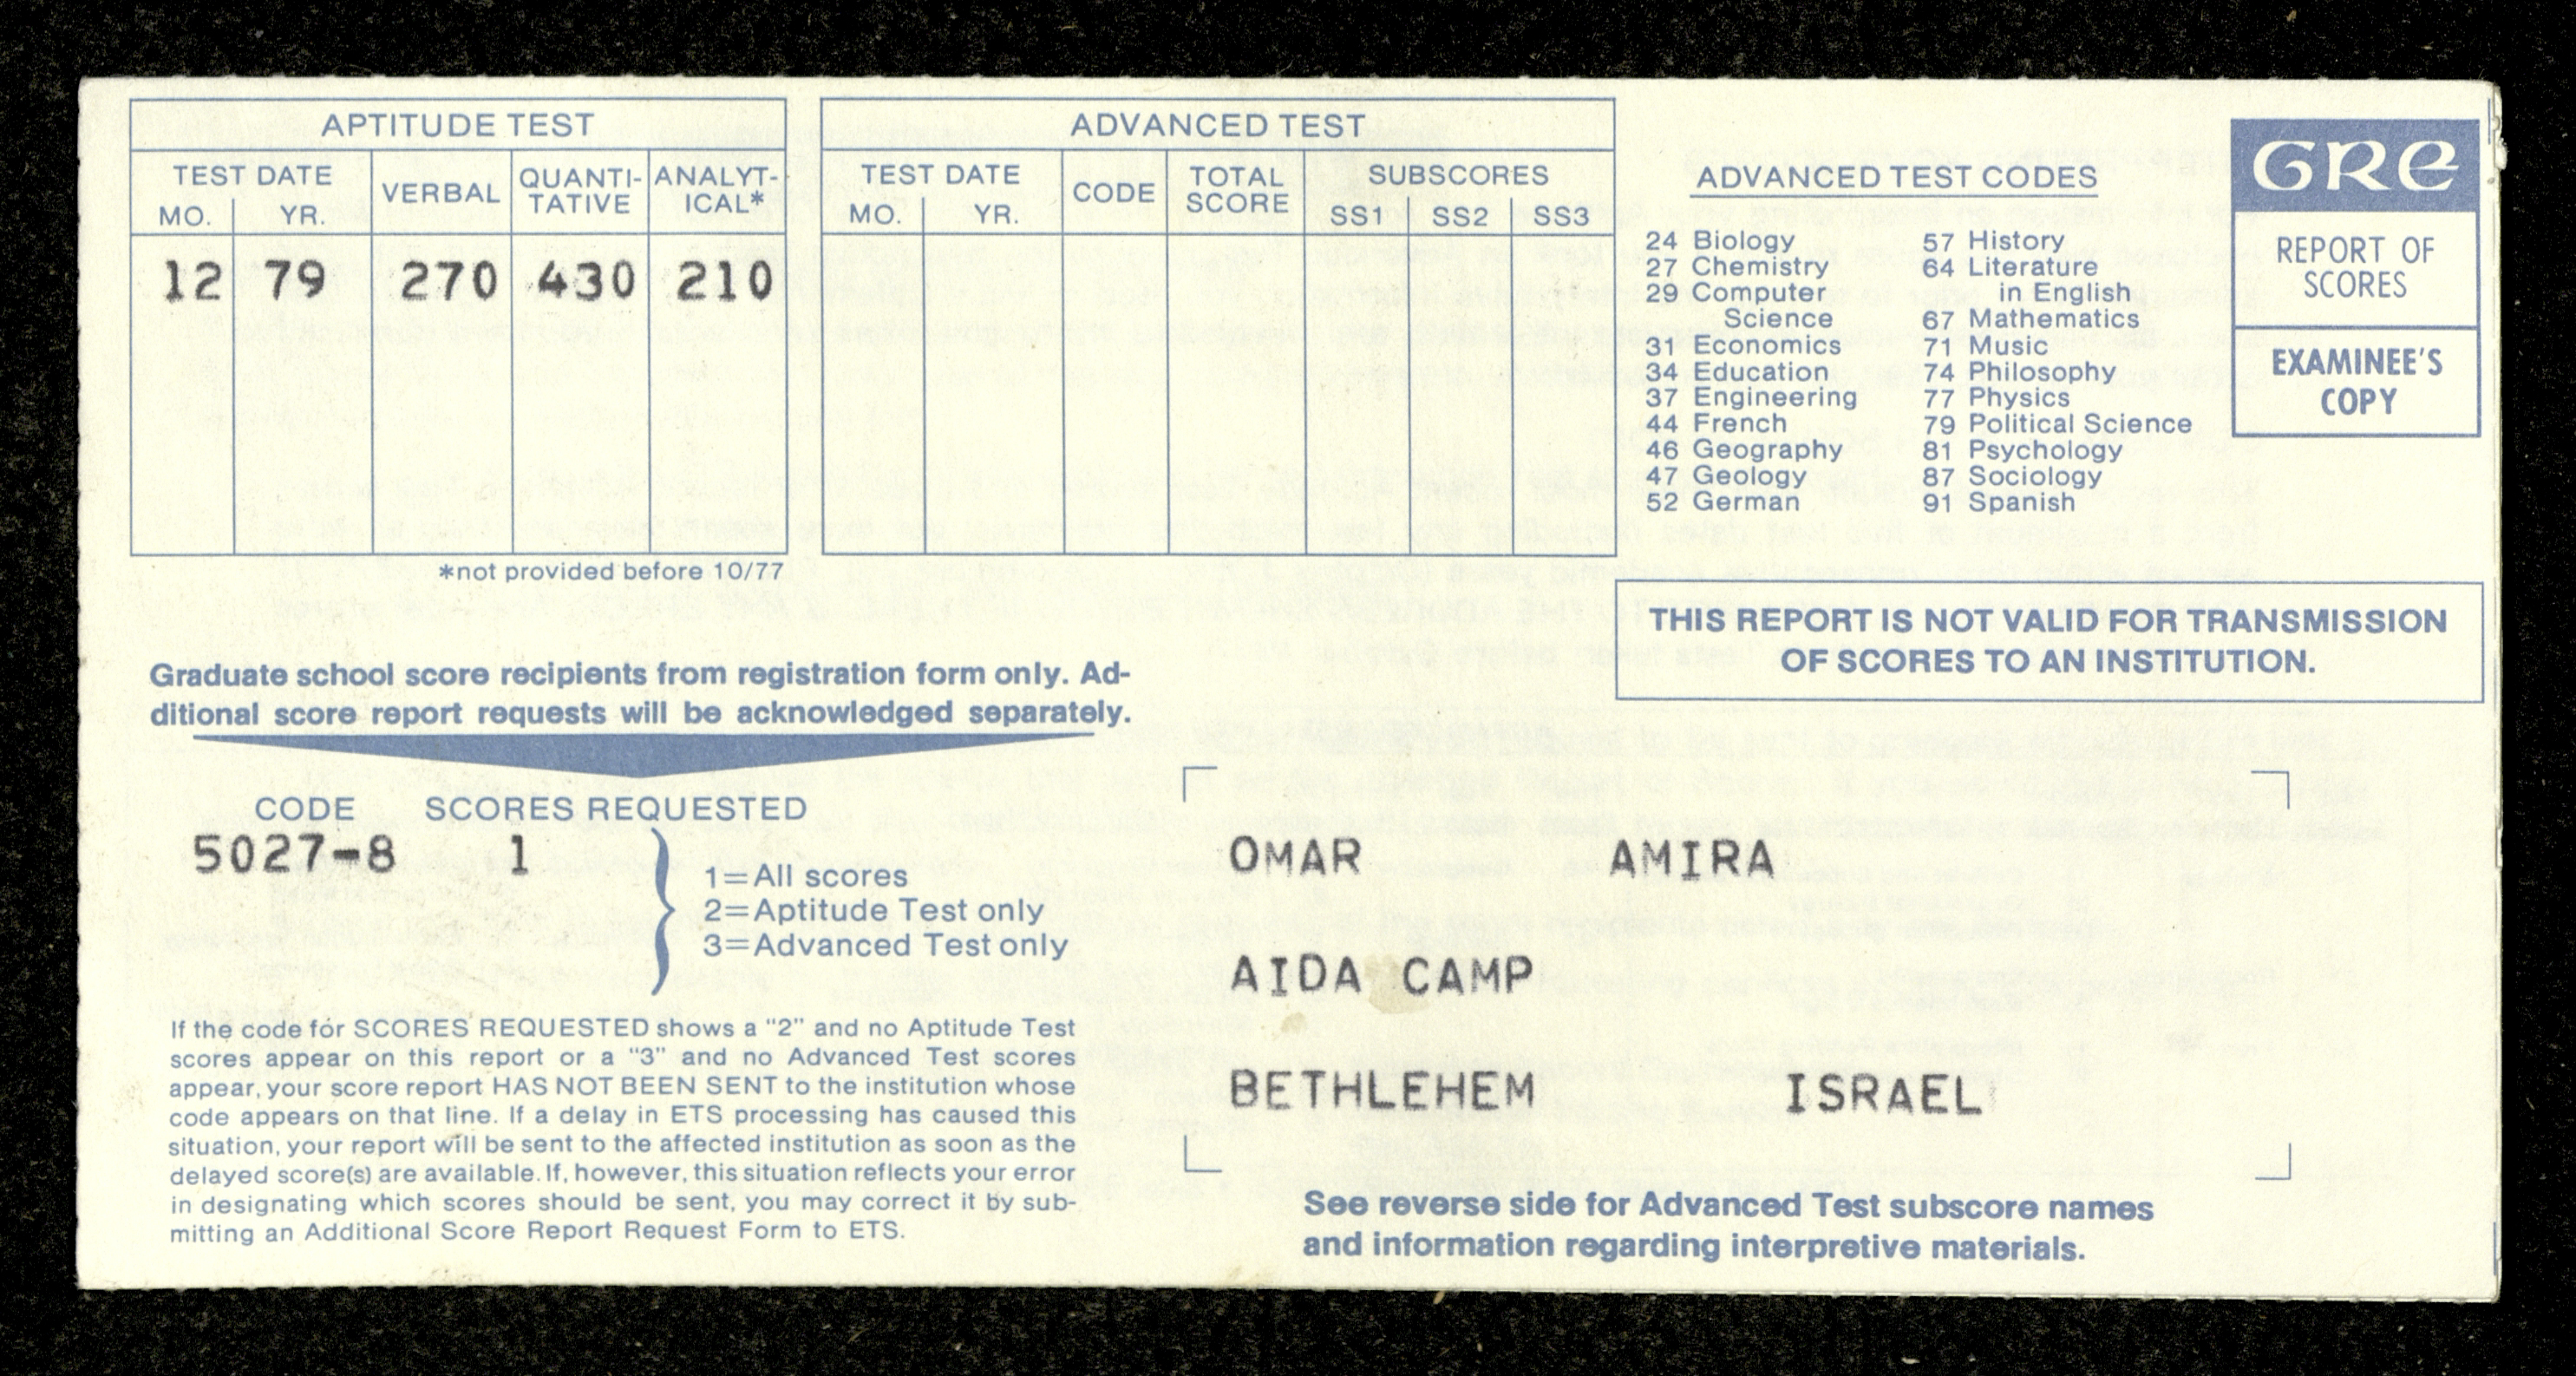 APTITUDE TEST
TEST DATE
MO. YR.
VERBAL
QUANTI-
TATIVE
ANALYT-
ICAL*
12 79 270 430 210
*not provided before 10/77
ADVANCED TEST
TEST DATE
MO. YR.
CODE
TOTAL
SCORE
SUBSCORES
SS1 SS2 SS3
ADVANCED TEST CODES
24 Biology
27 Chemistry
29 Computer
Science
31 Economics
34 Education
37 Engineering
44 French
46 Geography
47 Geology
52 German
57 History
64 Literature
in English
67 Mathematics
71 Music
74 Philosophy
77 Physics
79 Political Science
81 Psychology
87 Sociology
91 Spanish
GRE
REPORT OF
SCORES
EXAMINEE'S
COPY
THIS REPORT IS NOT VALID FOR TRANSMISSION
OF SCORES TO AN INSTITUTION.
Graduate school score recipients from registration form only. Ad-
ditional score report requests will be acknowledged separately.
CODE SCORES REQUESTED
5027-8 1
1=All scores
2=Aptitude Test only
3=Advanced Test only
If the code for SCORES REQUESTED shows a “2” and no Aptitude Test
scores appear on this report or a “3” and no Advanced Test scores
appear, your score report HAS NOT BEEN SENT to the institution whose
code appears on that line. If a delay in ETS processing has caused this
situation, your report will be sent to the affected institution as soon as the
delayed score(s) are available. If, however, this situation reflects your error
in designating which scores should be sent, you may correct it by sub-
mitting an Additional Score Report Request Form to ETS.
OMAR AMIRA
AIDA CAMP
BETHLEHEM ISRAEL
See reverse side for Advanced Test subscore names
and information regarding interpretive materials.